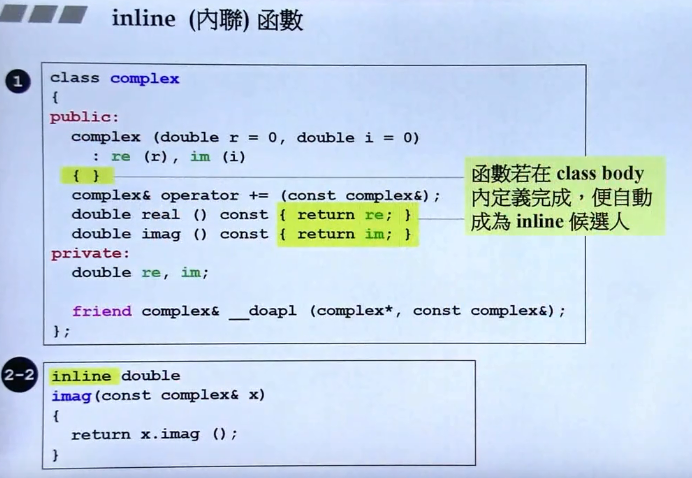 inline (內聯) 函數
1
class complex
{
public:
complex (double r = 0, double i = 0)
: re (r), im (i)
{ }
complex& operator += (const complex&);
double real () const { return re; }
double imag () const { return im; }
private:
double re, im;
friend complex& __doapl (complex*, const complex&);
};
函數若在 class body
內定義完成，便自動
成為 inline 候選人
2-2
inline double
imag(const complex& x)
{
return x.imag ();
}